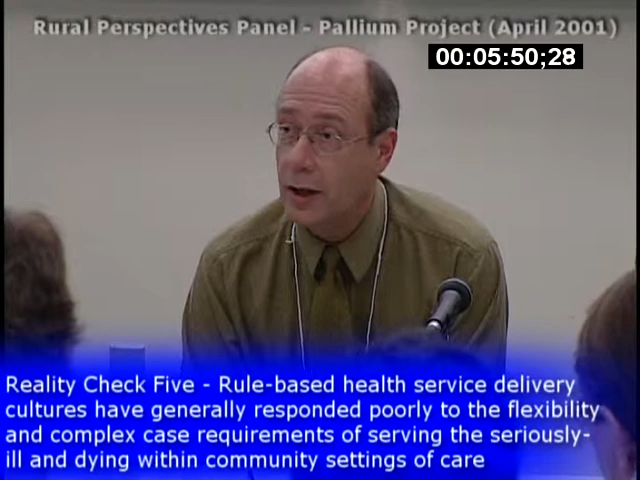 Rural Perspectives Panel - Pallium Project (April 2001)
00:05:50;28
Reality Check Five - Rule-based health service delivery
cultures have generally responded poorly to the flexibility
and complex case requirements of serving the seriously-
ill and dying within community settings of care